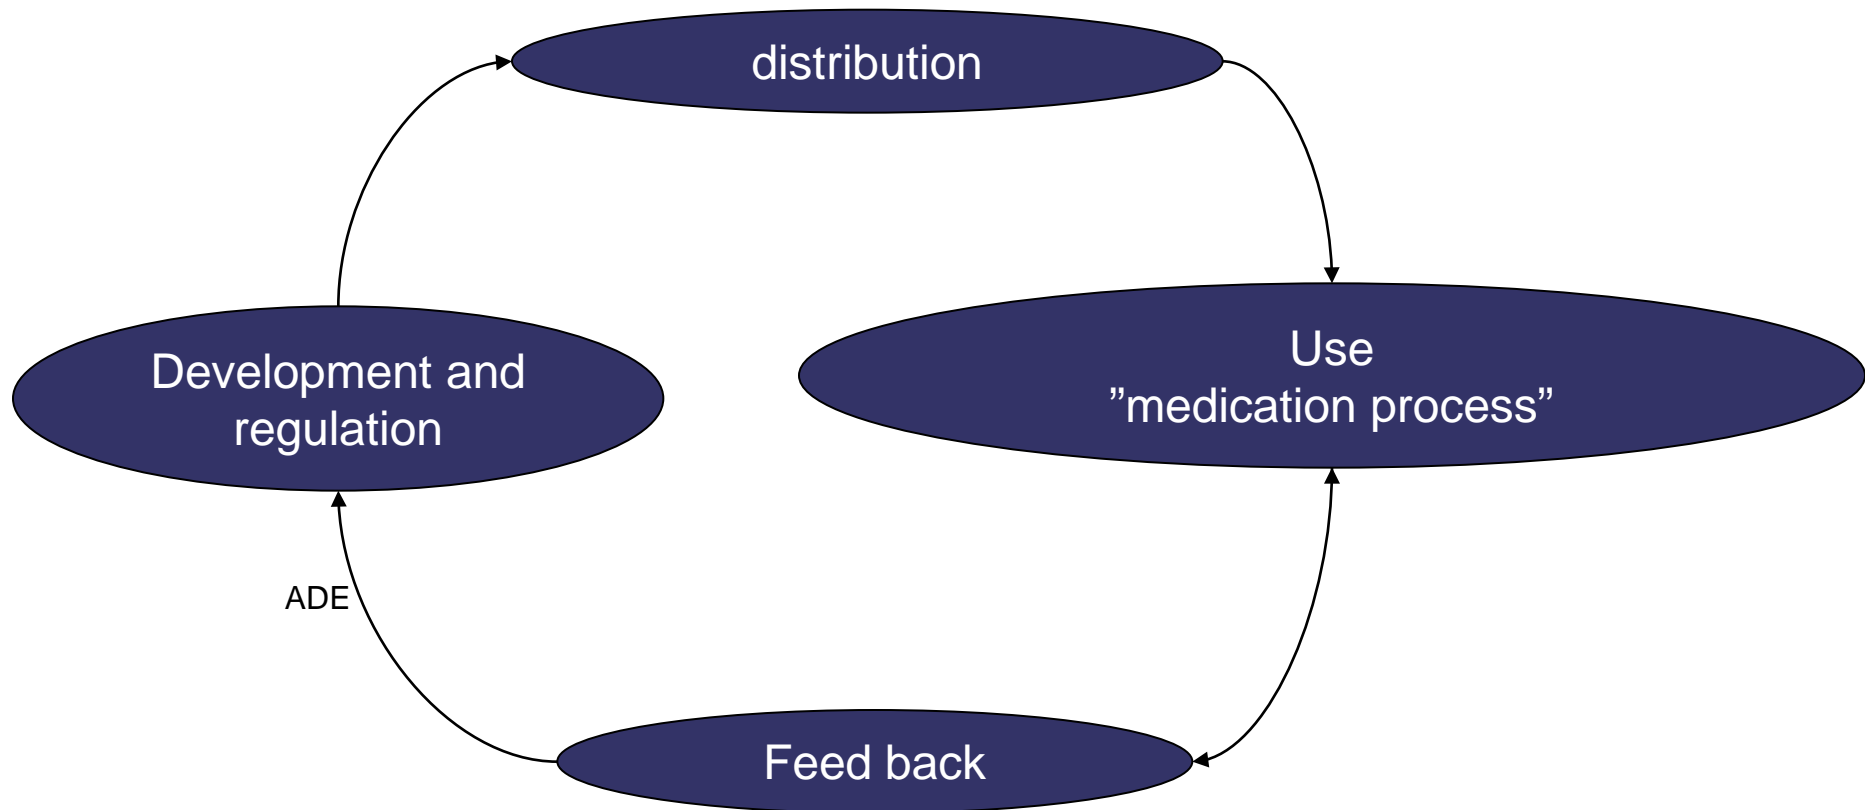 distribution
Use
”medication process”
Development and
regulation
ADE
Feed back